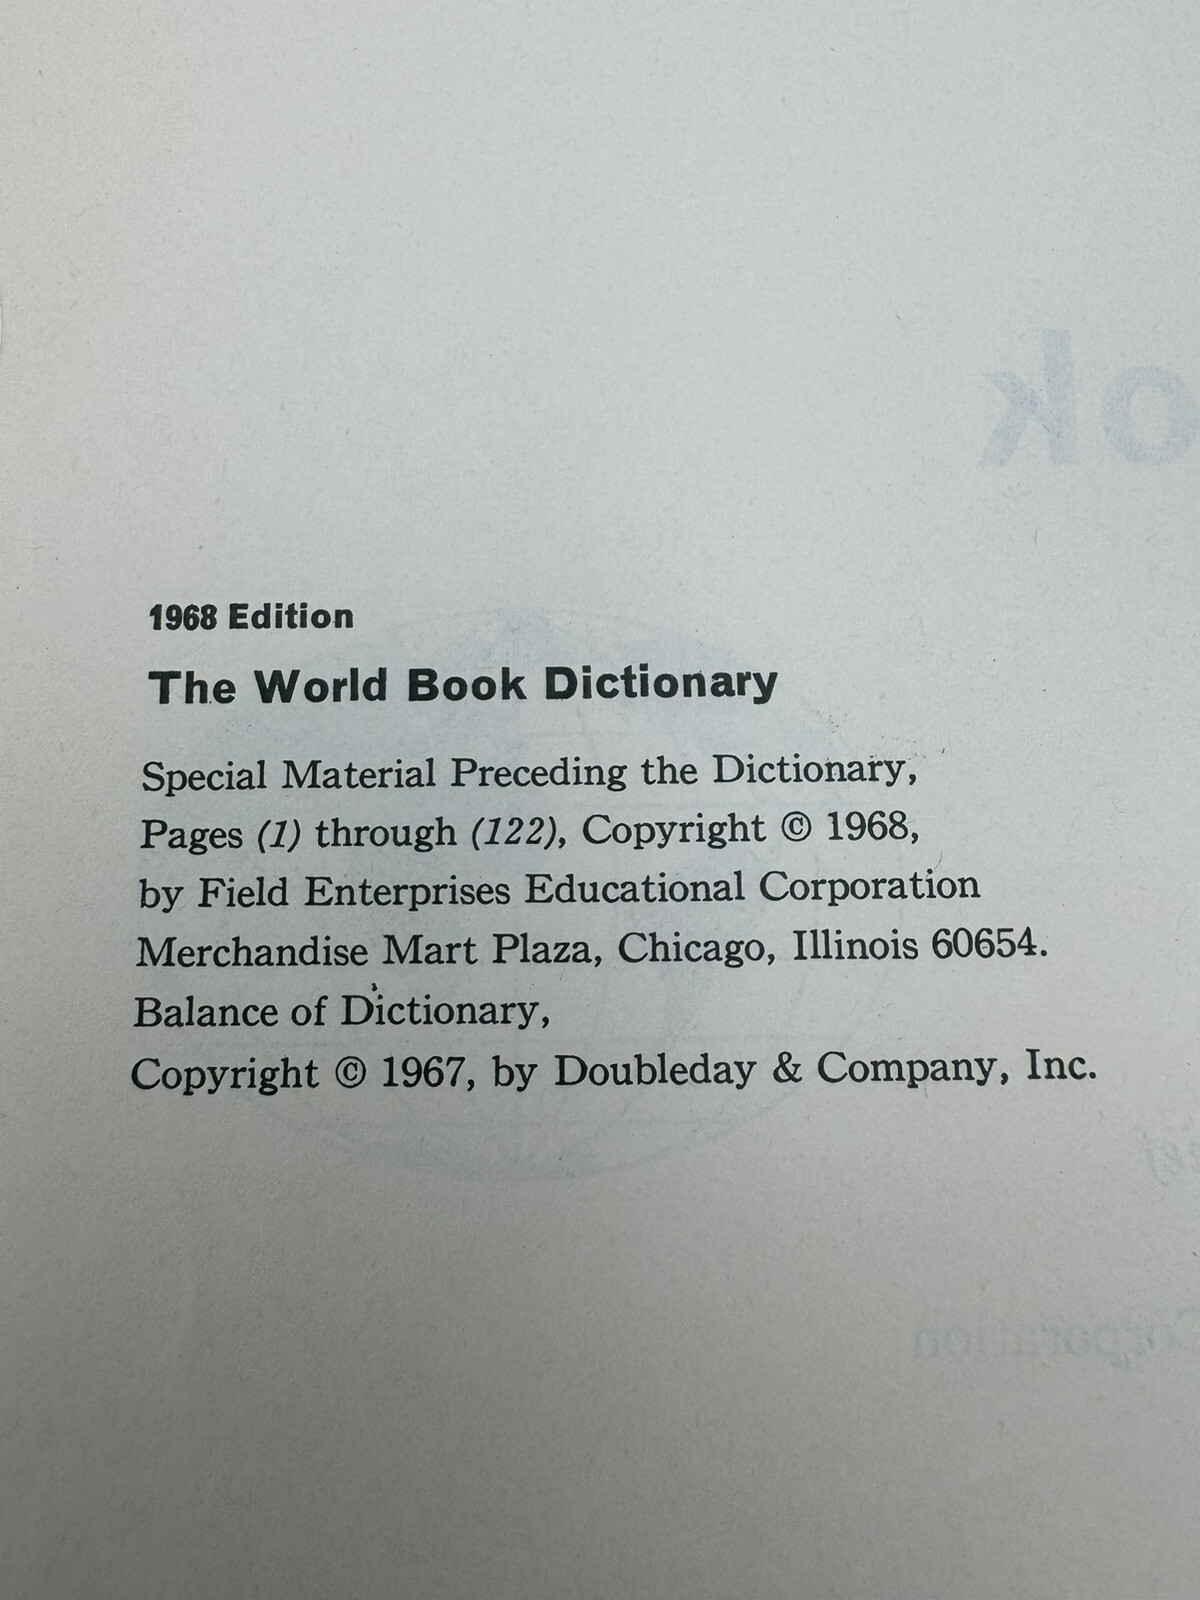 1968 Edition
The World Book Dictionary
Special Material Preceding the Dictionary,
Pages (1) through (122), Copyright © 1968,
by Field Enterprises Educational Corporation
Merchandise Mart Plaza, Chicago, Illinois 60654.
Balance of Dictionary,
Copyright © 1967, by Doubleday & Company, Inc.